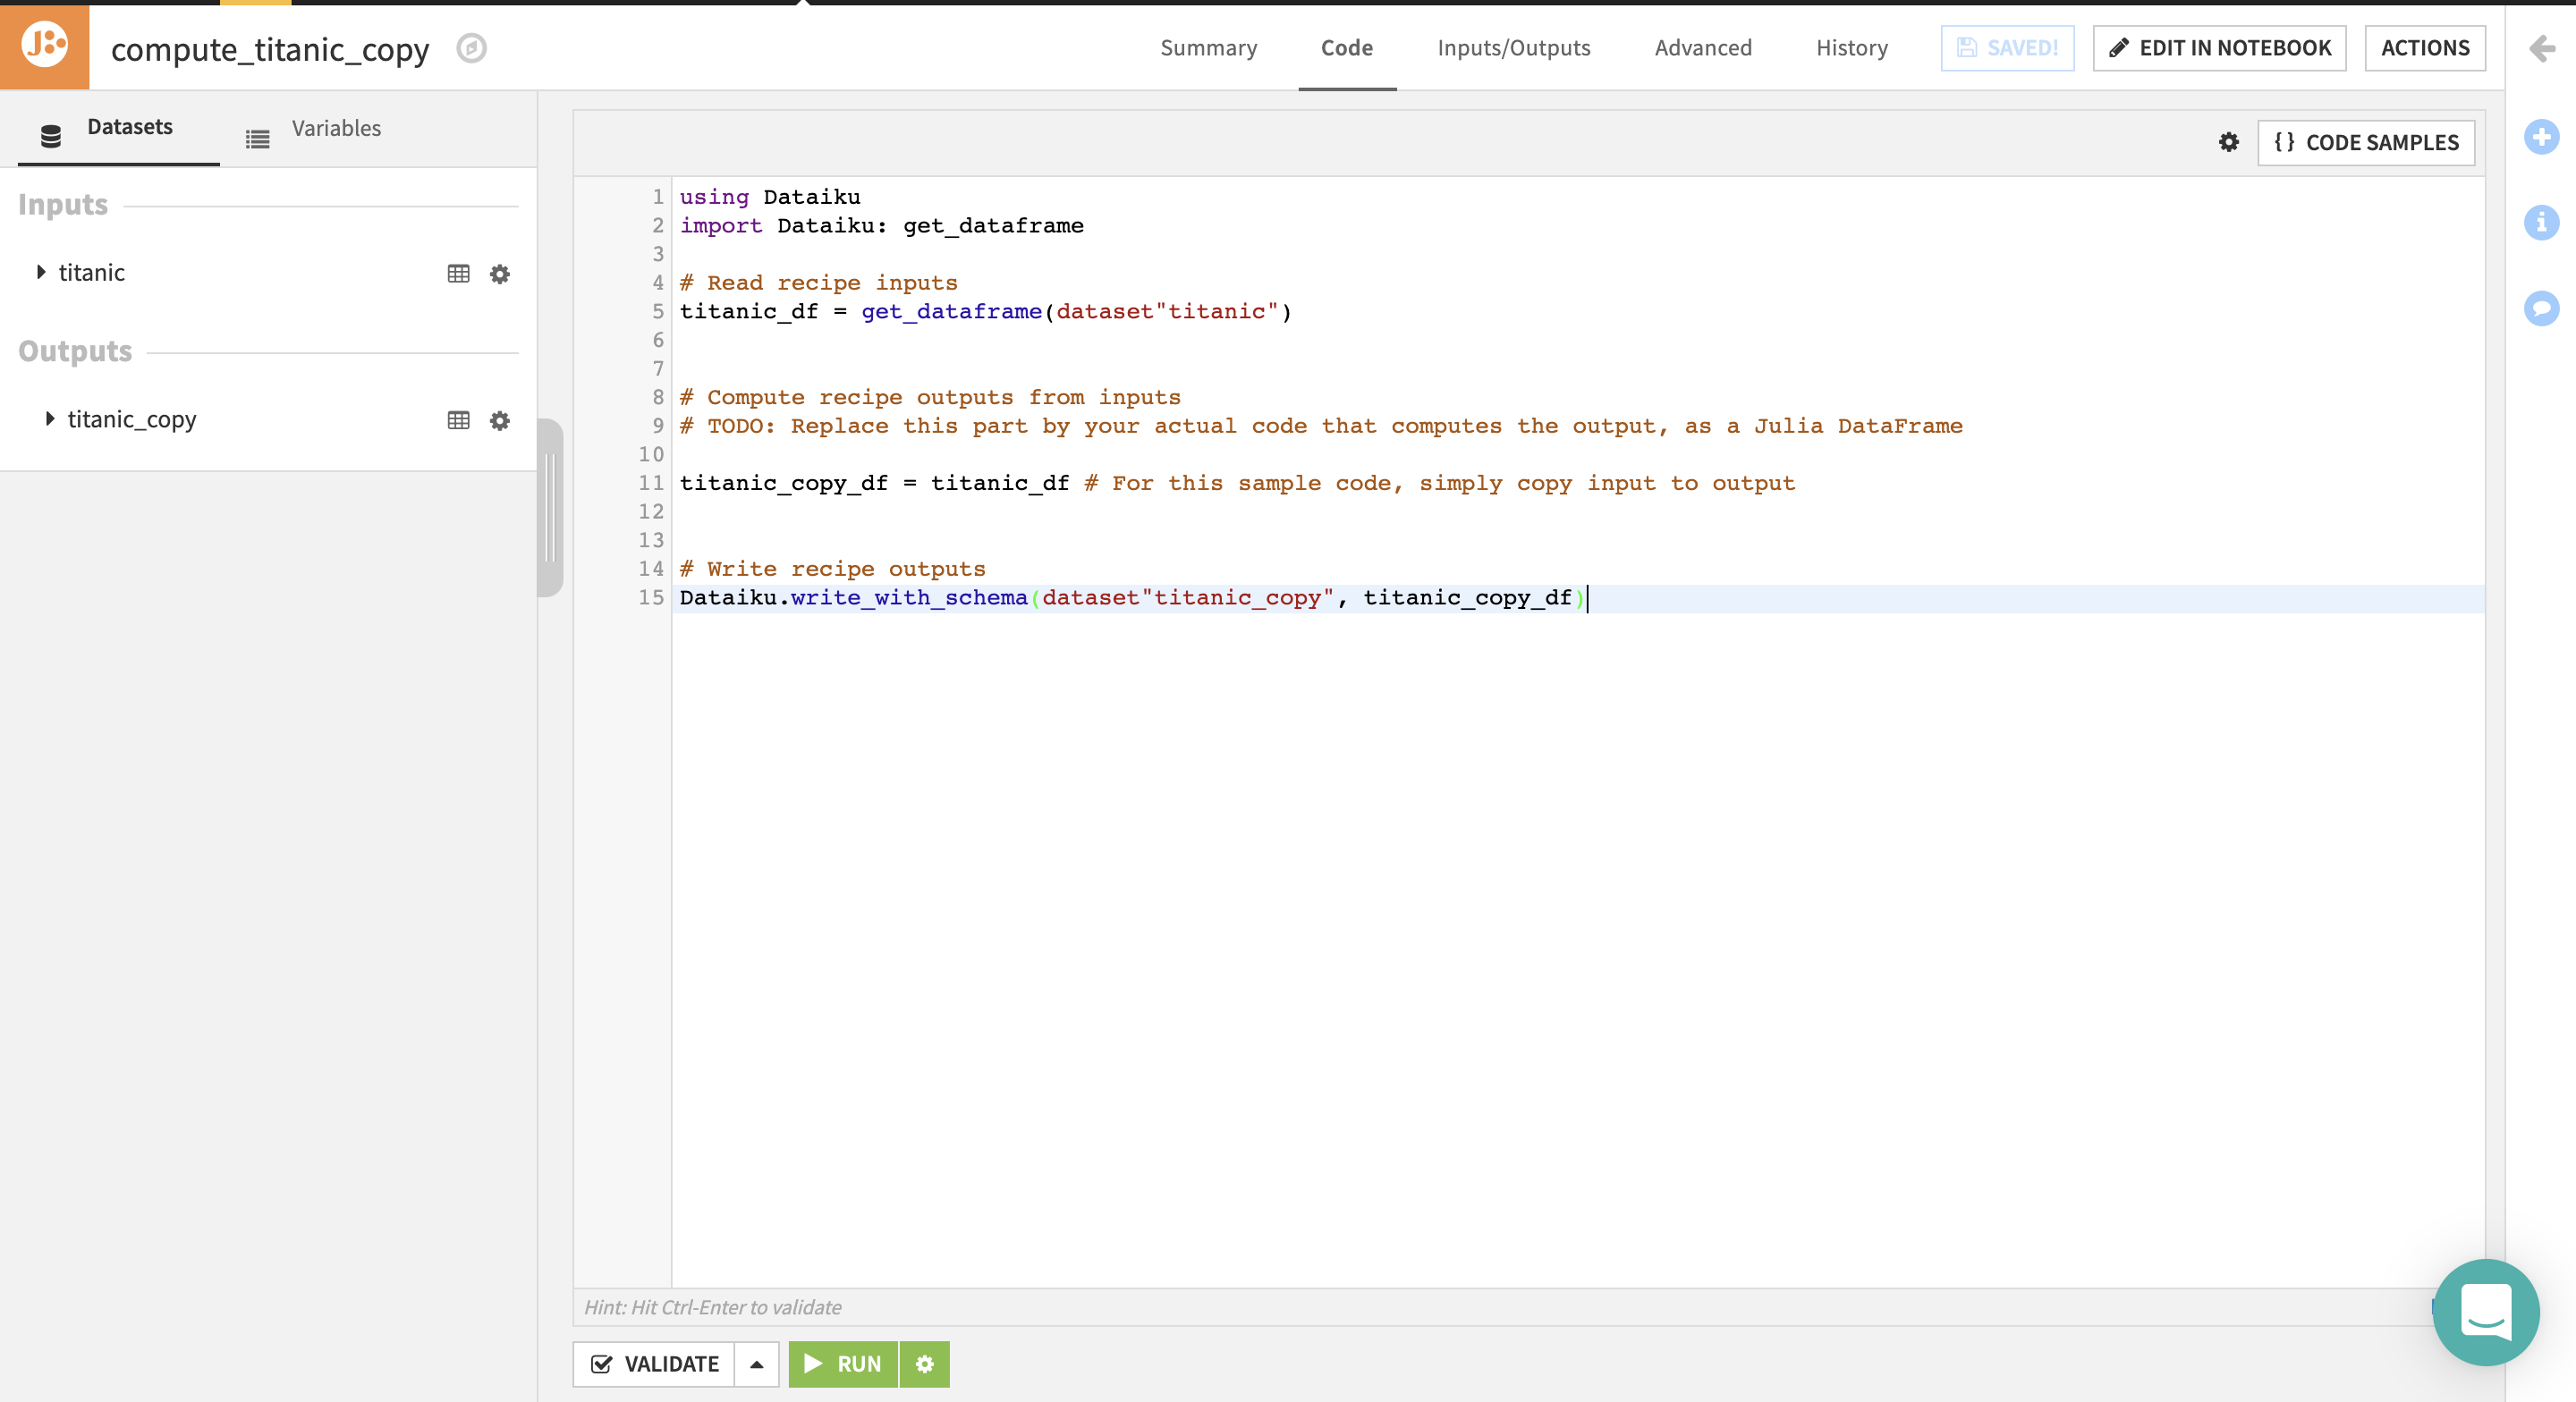 compute_titanic_copy
Summary
Code
Inputs/Outputs
Advanced
History
SAVED!
EDIT IN NOTEBOOK
ACTIONS
Datasets
Variables
Inputs
titanic
Outputs
titanic_copy
{} CODE SAMPLES
1 using Dataiku
2 import Dataiku: get_dataframe
3
4 # Read recipe inputs
5 titanic_df = get_dataframe(dataset"titanic")
6
7
8 # Compute recipe outputs from inputs
9 # TODO: Replace this part by your actual code that computes the output, as a Julia DataFrame
10
11 titanic_copy_df = titanic_df # For this sample code, simply copy input to output
12
13
14 # Write recipe outputs
15 Dataiku.write_with_schema(dataset"titanic_copy", titanic_copy_df)
Hint: Hit Ctrl-Enter to validate
VALIDATE
RUN